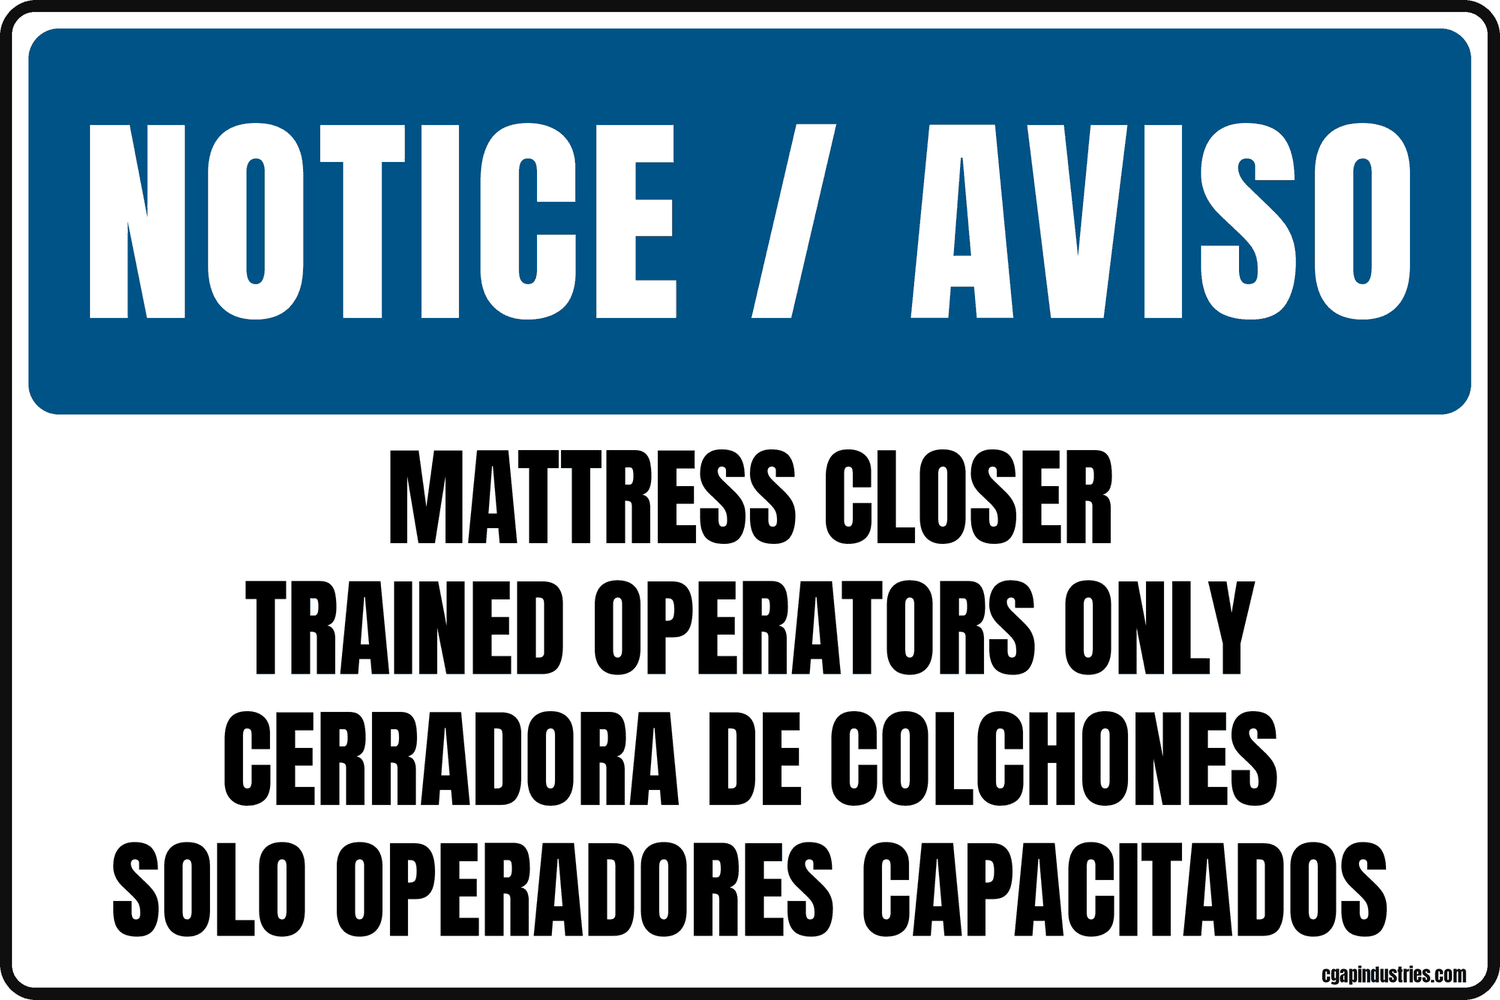 NOTICE / AVISO
MATTRESS CLOSER
TRAINED OPERATORS ONLY
CERRADORA DE COLCHONES
SOLO OPERADORES CAPACITADOS
cgapindustries.com